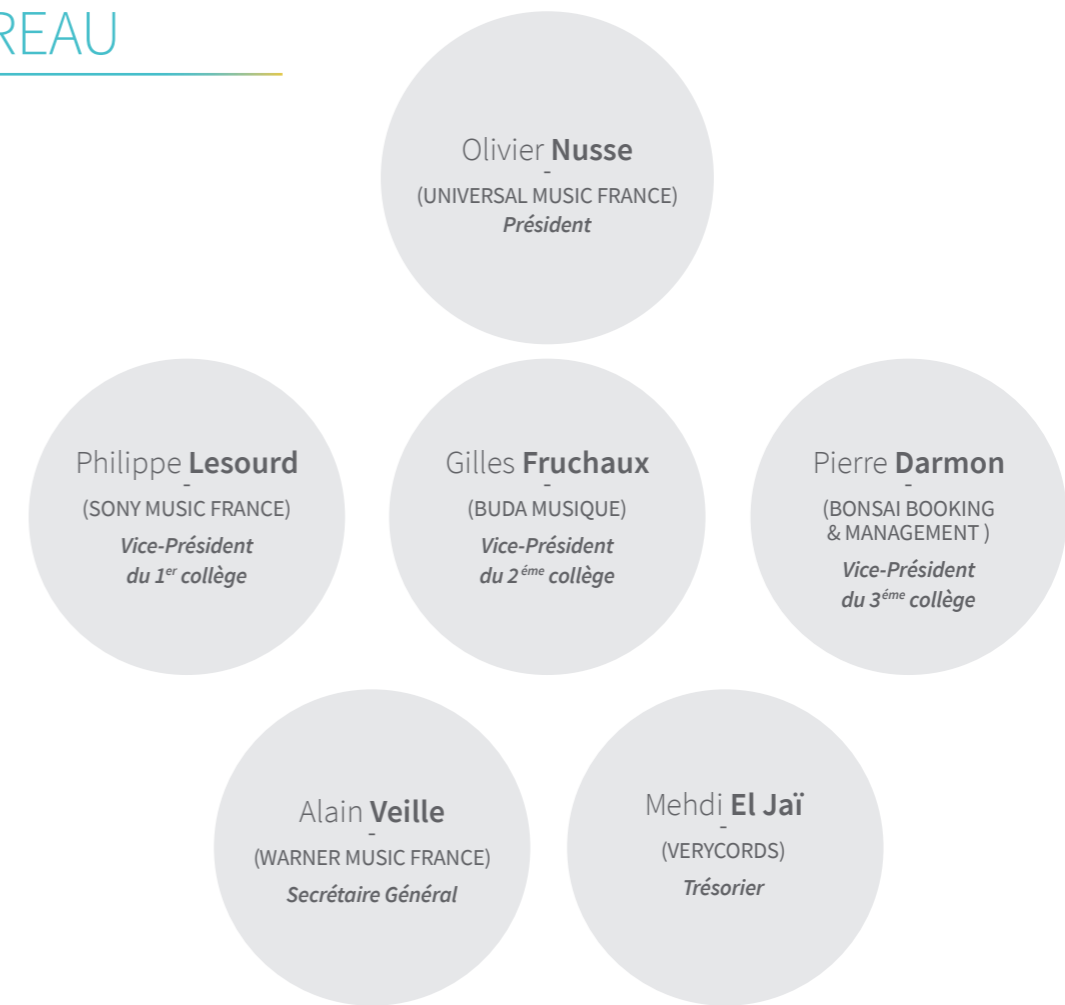 REAU
Olivier Nusse
-
(UNIVERSAL MUSIC FRANCE)
Président
Philippe Lesourd
-
(SONY MUSIC FRANCE)
Vice-Président
du 1er collège
Gilles Fruchaux
-
(BUDA MUSIQUE)
Vice-Président
du 2éme collège
Pierre Darmon
-
(BONSAI BOOKING
& MANAGEMENT )
Vice-Président
du 3éme collège
Alain Veille
-
(WARNER MUSIC FRANCE)
Secrétaire Général
Mehdi El Jaï
-
(VERYCORDS)
Trésorier